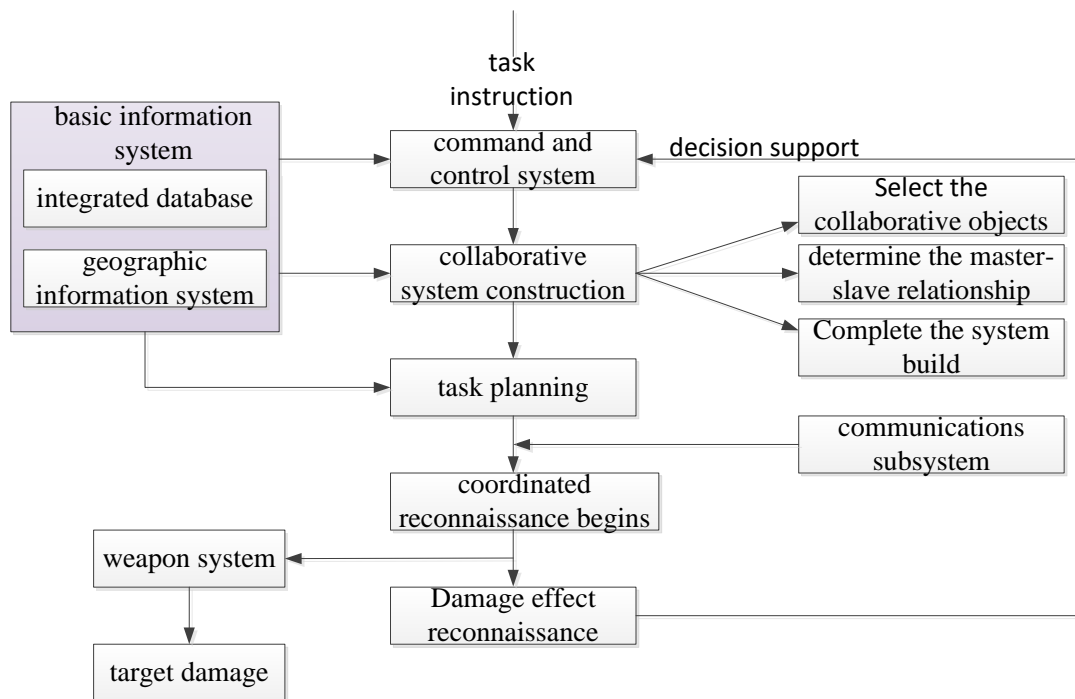 task
instruction
basic information
system
integrated database
geographic
information system
command and
control system
decision support
collaborative
system construction
Select the
collaborative objects
determine the master-
slave relationship
Complete the system
build
task planning
communications
subsystem
coordinated
reconnaissance begins
weapon system
Damage effect
reconnaissance
target damage